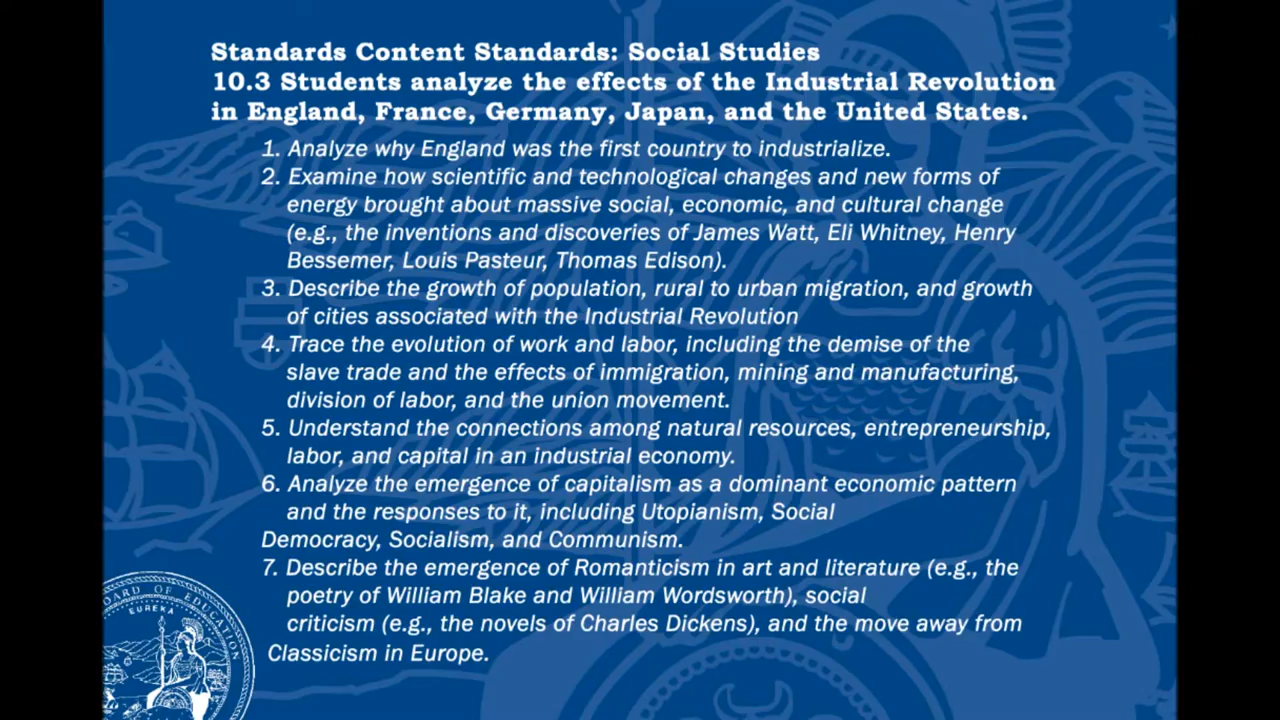 Standards Content Standards: Social Studies
10.3 Students analyze the effects of the Industrial Revolution
in England, France, Germany, Japan, and the United States.
1. Analyze why England was the first country to industrialize.
2. Examine how scientific and technological changes and new forms of
energy brought about massive social, economic, and cultural change
(e.g., the inventions and discoveries of James Watt, Eli Whitney, Henry
Bessemer, Louis Pasteur, Thomas Edison).
3. Describe the growth of population, rural to urban migration, and growth
of cities associated with the Industrial Revolution
4. Trace the evolution of work and labor, including the demise of the
slave trade and the effects of immigration, mining and manufacturing,
division of labor, and the union movement.
5. Understand the connections among natural resources, entrepreneurship,
labor, and capital in an industrial economy.
6. Analyze the emergence of capitalism as a dominant economic pattern
and the responses to it, including Utopianism, Social
Democracy, Socialism, and Communism.
7. Describe the emergence of Romanticism in art and literature (e.g., the
poetry of William Blake and William Wordsworth), social
criticism (e.g., the novels of Charles Dickens), and the move away from
Classicism in Europe.
OF EDUCATION
EUREKA